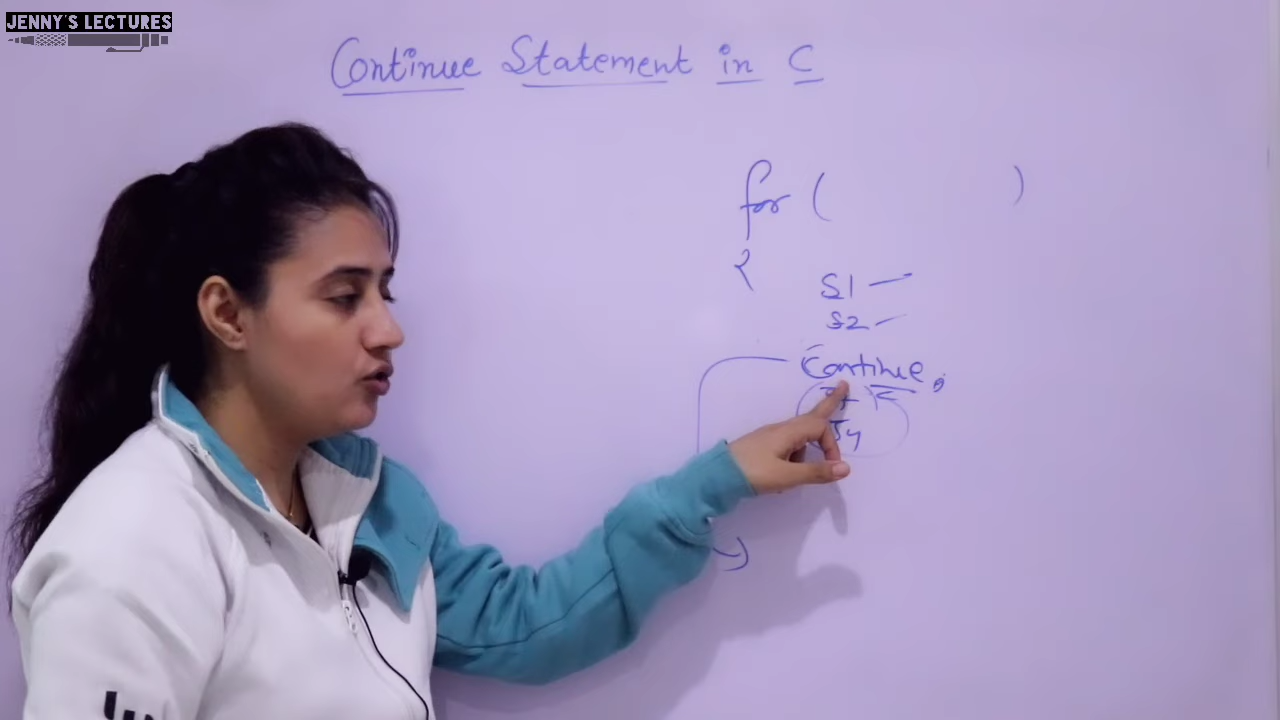 JENNY'S LECTURES
Continue Statement in C
for ( )
{
S1
S2
Continue;
S4